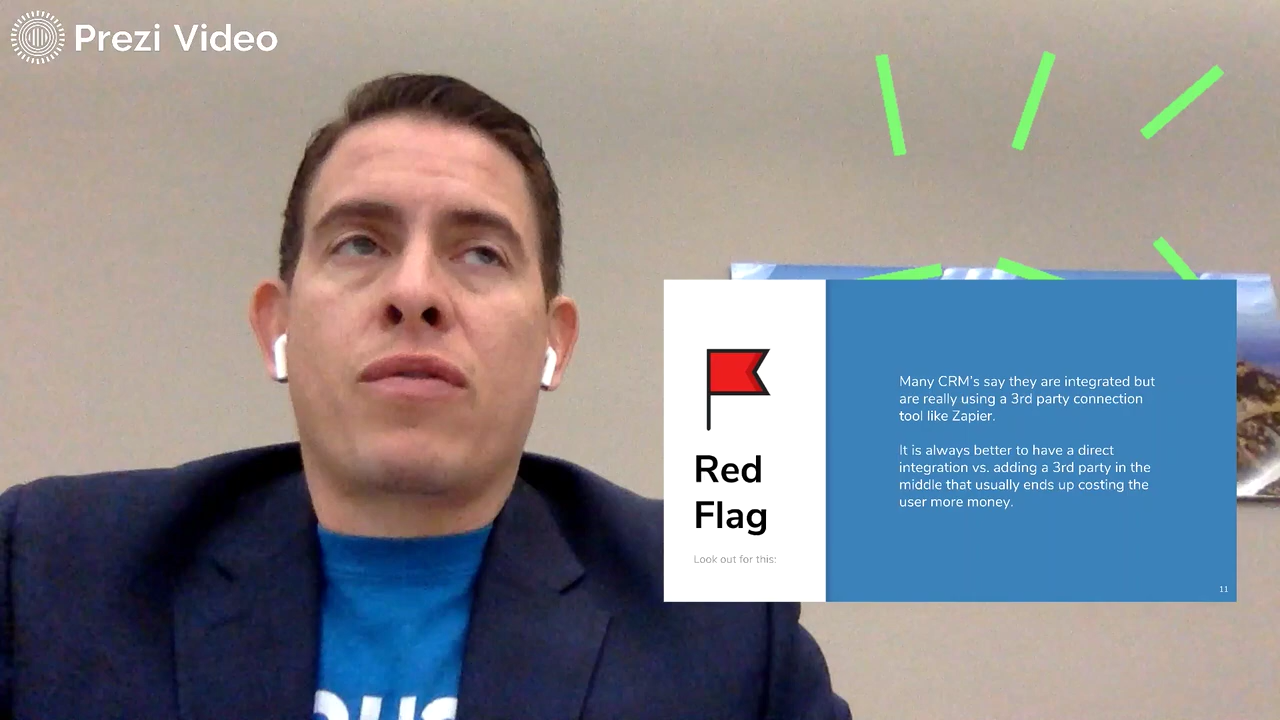 Prezi Video
Red
Flag
Look out for this:
Many CRM's say they are integrated but
are really using a 3rd party connection
tool like Zapier.
It is always better to have a direct
integration vs. adding a 3rd party in the
middle that usually ends up costing the
user more money.
11